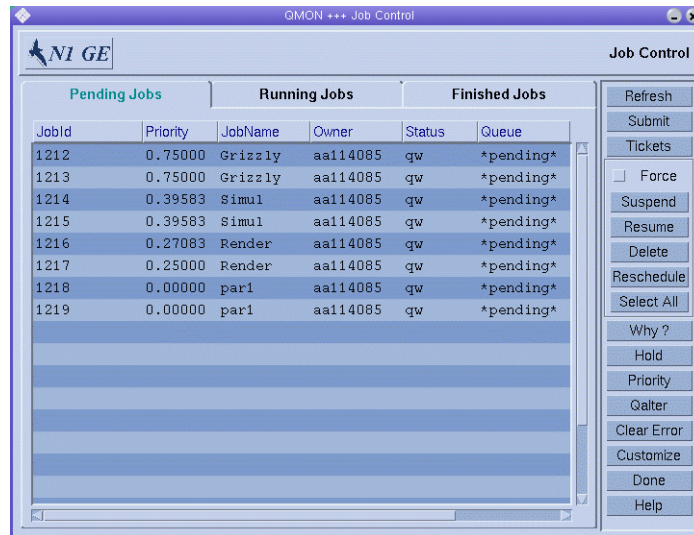 QMON +++ Job Control
N1 GE
Job Control
Pending Jobs Running Jobs Finished Jobs
JobId Priority JobName Owner Status Queue
1212 0.75000 Grizzly aa114085 qw *pending*
1213 0.75000 Grizzly aa114085 qw *pending*
1214 0.39583 Simul aa114085 qw *pending*
1215 0.39583 Simul aa114085 qw *pending*
1216 0.27083 Render aa114085 qw *pending*
1217 0.25000 Render aa114085 qw *pending*
1218 0.00000 par1 aa114085 qw *pending*
1219 0.00000 par1 aa114085 qw *pending*
Refresh
Submit
Tickets
Force
Suspend
Resume
Delete
Reschedule
Select All
Why ?
Hold
Priority
Qalter
Clear Error
Customize
Done
Help